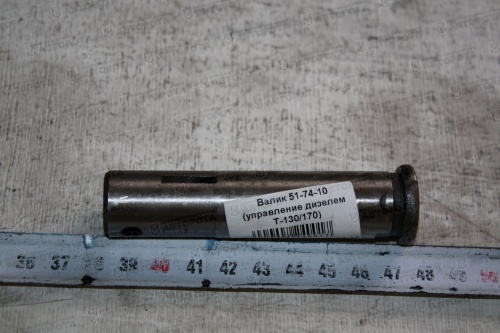 Валик 51-74-10
(управление дизелем
Т-130/170)
36 37 38 39 40 41 42 43 44 45 46 47 48 49 50